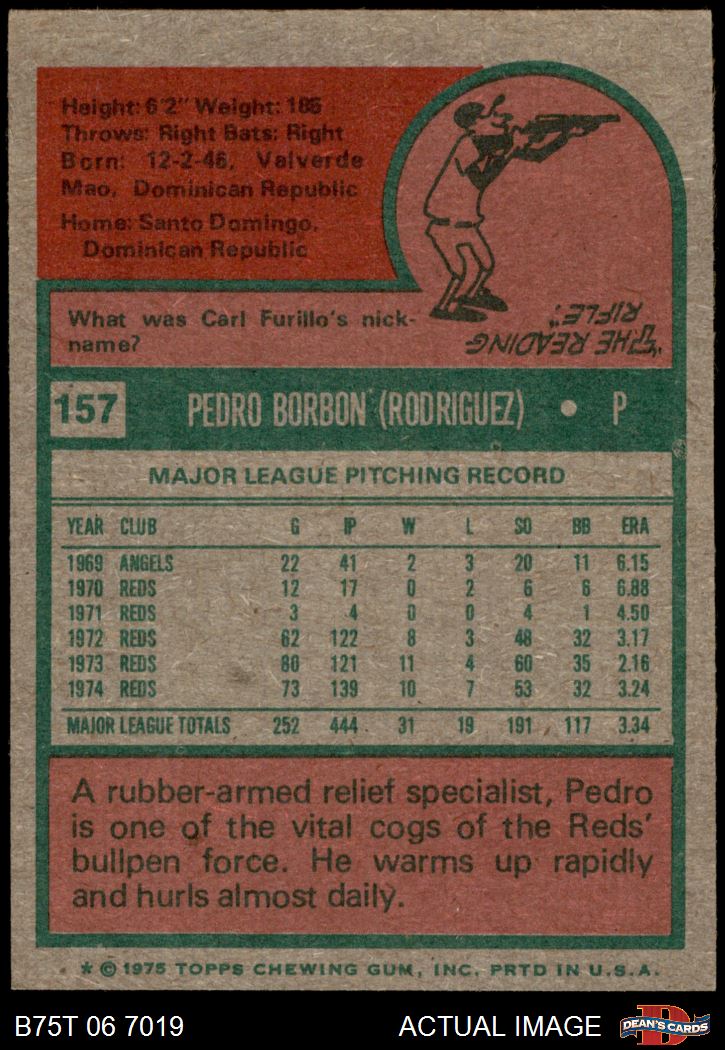 Height: 6'2" Weight: 185
Throws: Right Bats: Right
Born: 12-2-46, Valverde
Mao, Dominican Republic
Home: Santo Domingo,
Dominican Republic
What was Carl Furillo's nick-
name?
"THE READING
RIFLE."
157 PEDRO BORBON (RODRIGUEZ) • P
MAJOR LEAGUE PITCHING RECORD
YEAR CLUB G IP W L SO BB ERA
1969 ANGELS 22 41 2 3 20 11 6.15
1970 REDS 12 17 0 2 6 6 6.88
1971 REDS 3 4 0 0 4 1 4.50
1972 REDS 62 122 8 3 48 32 3.17
1973 REDS 80 121 11 4 60 35 2.16
1974 REDS 73 139 10 7 53 32 3.24
MAJOR LEAGUE TOTALS 252 444 31 19 191 117 3.34
A rubber-armed relief specialist, Pedro
is one of the vital cogs of the Reds'
bullpen force. He warms up rapidly
and hurls almost daily.
* © 1975 TOPPS CHEWING GUM, INC. PRTD IN U.S.A.
B75T 06 7019 ACTUAL IMAGE D DEAN'S CARDS